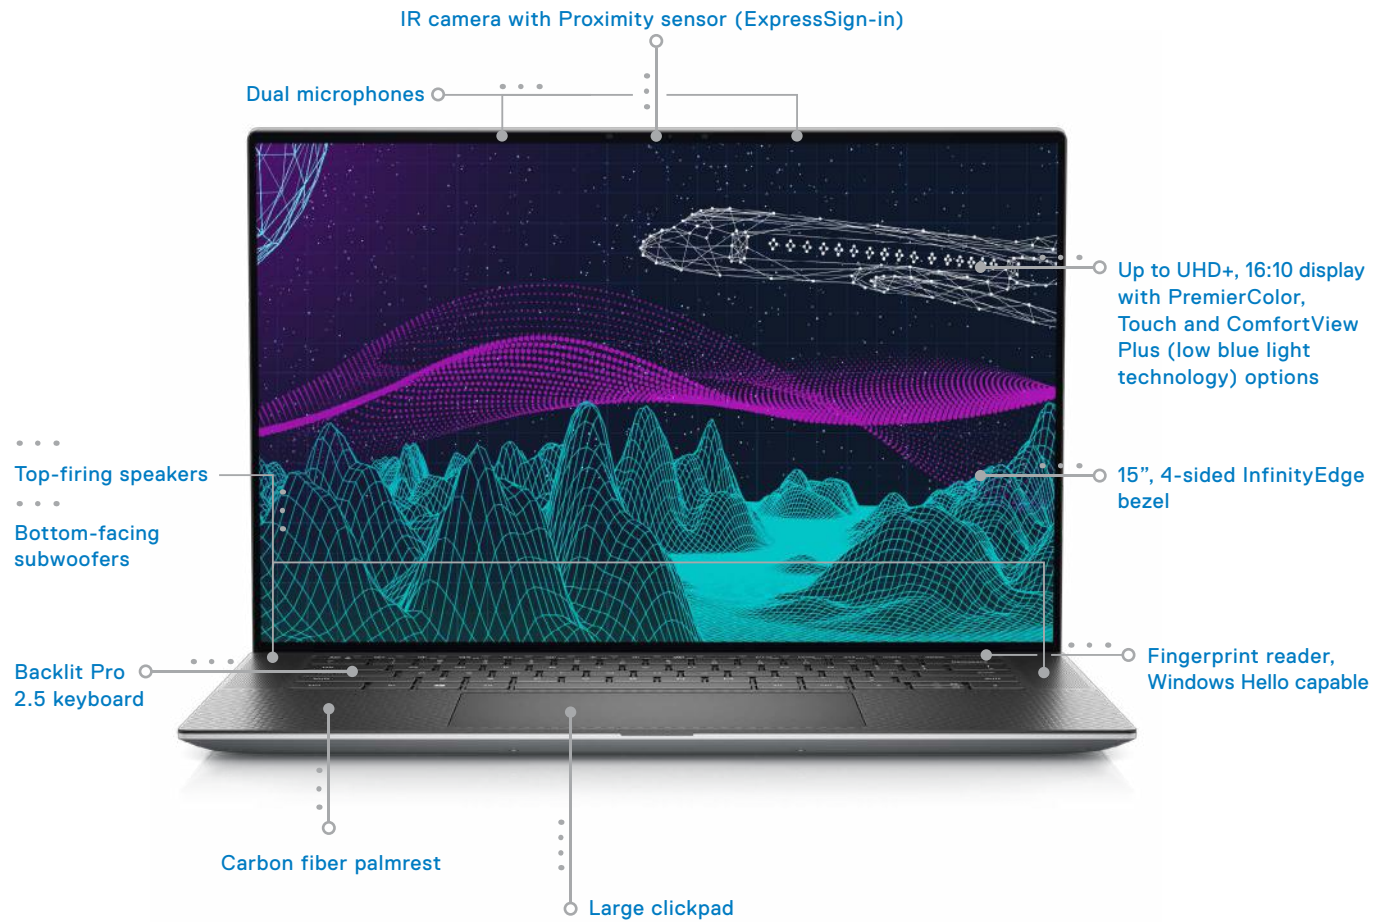 IR camera with Proximity sensor (ExpressSign-in)
Dual microphones
Up to UHD+, 16:10 display
with PremierColor,
Touch and ComfortView
Plus (low blue light
technology) options
Top-firing speakers
15”, 4-sided InfinityEdge
bezel
Bottom-facing
subwoofers
Backlit Pro
2.5 keyboard
Fingerprint reader,
Windows Hello capable
Carbon fiber palmrest
Large clickpad